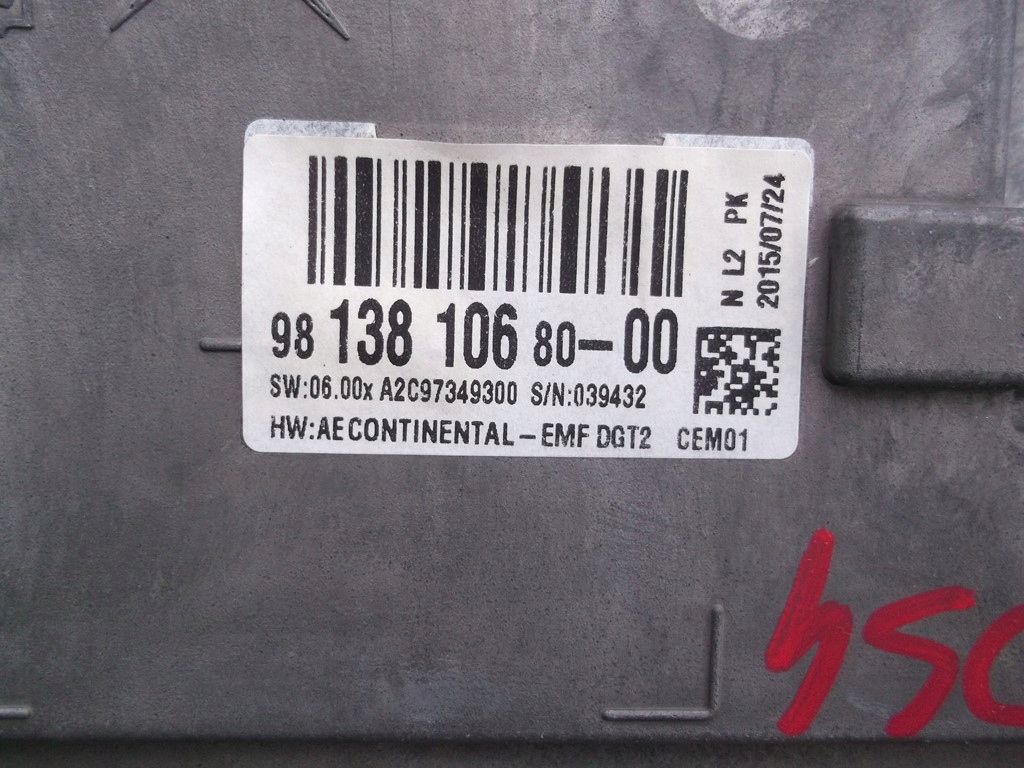 98 138 106 80-00
SW:06.00x A2C97349300 S/N:039432
HW:AE CONTINENTAL-EMF DGT2 CEM01
N L2 PK
2015/07/24